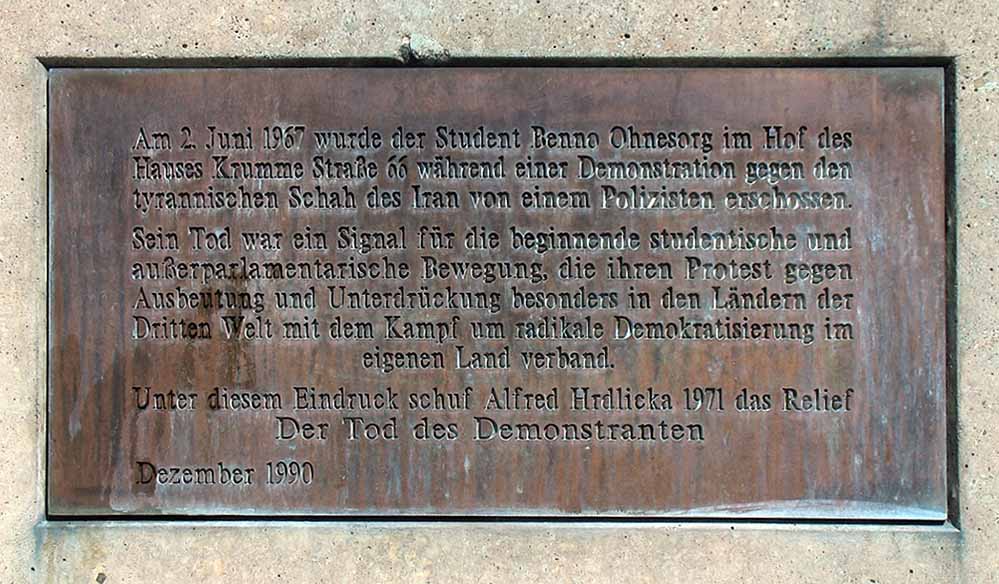 Am 2. Juni 1967 wurde der Student Benno Ohnesorg im Hof des
Hauses Krumme Straße 66 während einer Demonstration gegen den
tyrannischen Schah des Iran von einem Polizisten erschossen.
Sein Tod war ein Signal für die beginnende studentische und
außerparlamentarische Bewegung, die ihren Protest gegen
Ausbeutung und Unterdrückung besonders in den Ländern der
Dritten Welt mit dem Kampf um radikale Demokratisierung im
eigenen Land verband.
Unter diesem Eindruck schuf Alfred Hrdlicka 1971 das Relief
Der Tod des Demonstranten
Dezember 1990